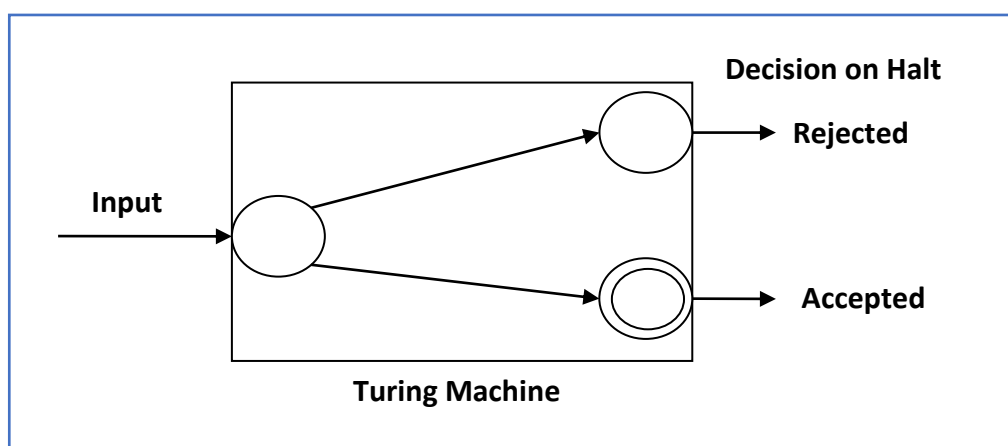 Decision on Halt
Rejected
Input
Accepted
Turing Machine